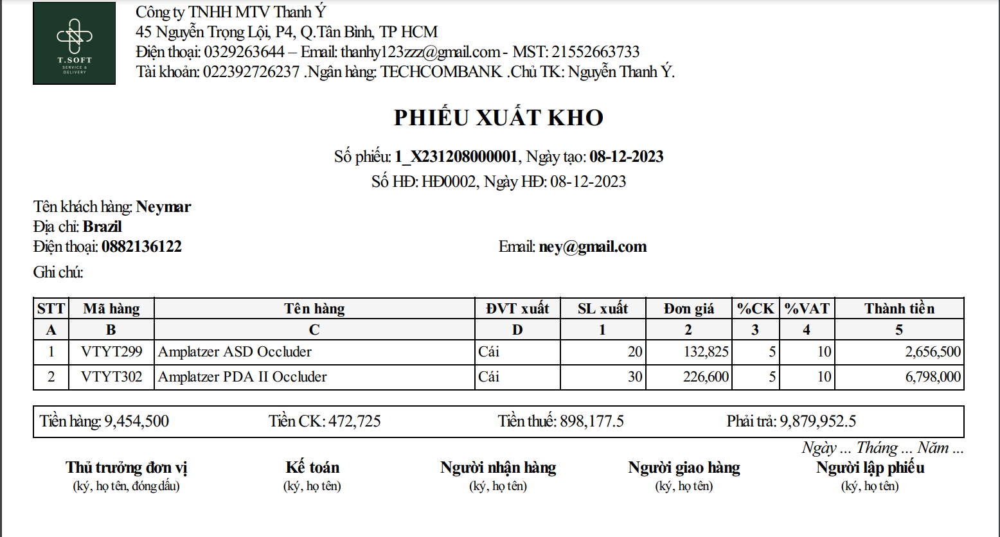 T.SOFT
SERVICE &
DELIVERY
Công ty TNHH MTV Thanh Ý
45 Nguyễn Trọng Lội, P4, Q.Tân Bình, TP HCM
Điện thoại: 0329263644 – Email: thanhy123zzz@gmail.com - MST: 21552663733
Tài khoản: 022392726237 .Ngân hàng: TECHCOMBANK .Chủ TK: Nguyễn Thanh Ý.
PHIẾU XUẤT KHO
Số phiếu: 1_X231208000001, Ngày tạo: 08-12-2023
Số HĐ: HĐ0002, Ngày HĐ: 08-12-2023
Tên khách hàng: Neymar
Địa chỉ: Brazil
Điện thoại: 0882136122 Email: ney@gmail.com
Ghi chú:
STT Mã hàng Tên hàng ĐVT xuất SL xuất Đơn giá %CK %VAT Thành tiền
A B C D 1 2 3 4 5
1 VTYT299 Amplatzer ASD Occluder Cái 20 132,825 5 10 2,656,500
2 VTYT302 Amplatzer PDA II Occluder Cái 30 226,600 5 10 6,798,000
Tiền hàng: 9,454,500 Tiền CK: 472,725 Tiền thuế: 898,177.5 Phải trả: 9,879,952.5
Ngày ... Tháng ... Năm ...
Thủ trưởng đơn vị Kế toán Người nhận hàng Người giao hàng Người lập phiếu
(ký, họ tên, đóng dấu) (ký, họ tên) (ký, họ tên) (ký, họ tên) (ký, họ tên)